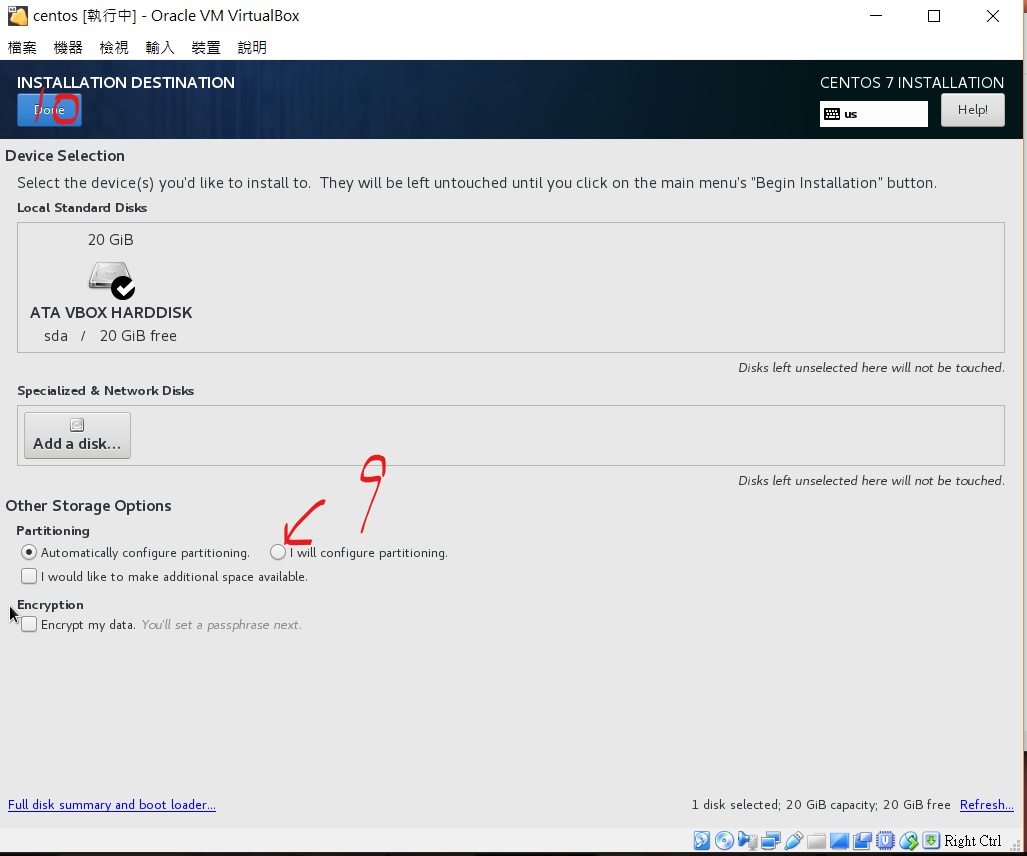 centos [執行中] - Oracle VM VirtualBox
檔案 機器 檢視 輸入 裝置 說明
INSTALLATION DESTINATION
CENTOS 7 INSTALLATION
Done
10
us
Help!
Device Selection
Select the device(s) you'd like to install to. They will be left untouched until you click on the main menu's "Begin Installation" button.
Local Standard Disks
20 GiB
ATA VBOX HARDDISK
sda / 20 GiB free
Disks left unselected here will not be touched.
Specialized & Network Disks
Add a disk...
Disks left unselected here will not be touched.
9
Other Storage Options
Partitioning
Automatically configure partitioning. I will configure partitioning.
I would like to make additional space available.
Encryption
Encrypt my data. You'll set a passphrase next.
Full disk summary and boot loader...
1 disk selected; 20 GiB capacity; 20 GiB free Refresh...
Right Ctrl